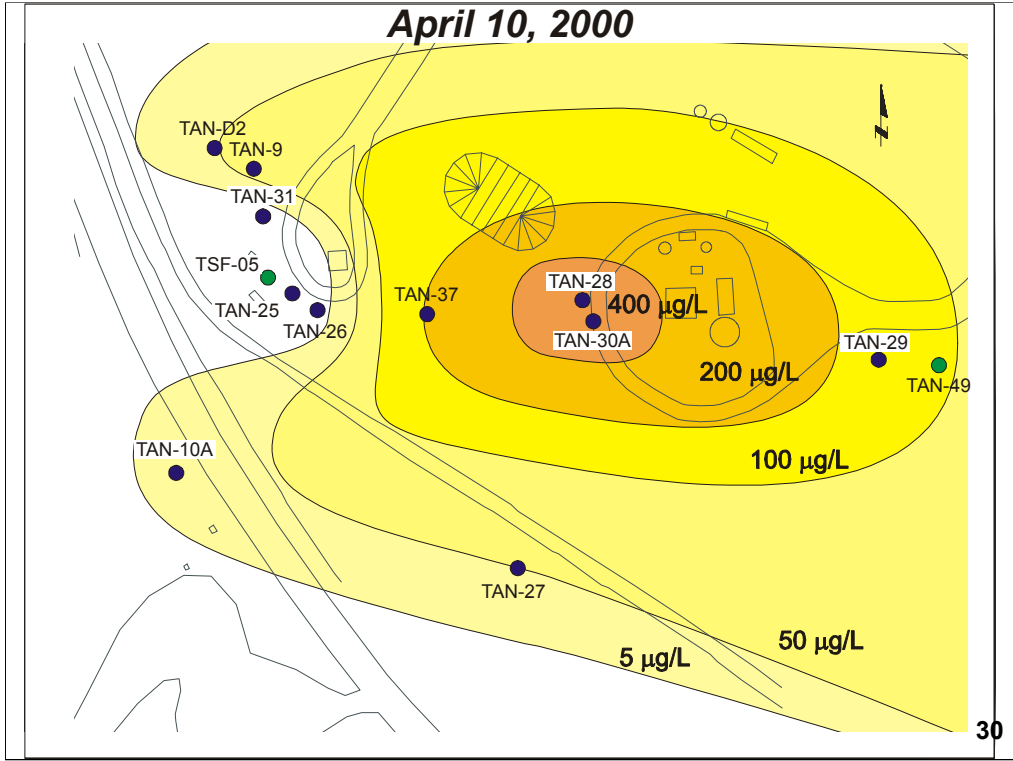 April 10, 2000
TAN-D2
TAN-9
TAN-31
TSF-05
TAN-25
TAN-26
TAN-37
TAN-28
400 µg/L
TAN-30A
TAN-29
200 µg/L
TAN-49
TAN-10A
100 µg/L
TAN-27
50 µg/L
5 µg/L
30